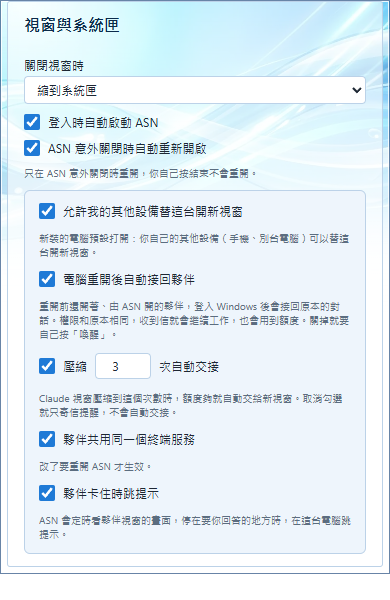 視窗與系統匣
關閉視窗時
縮到系統匣
登入時自動啟動 ASN
ASN 意外關閉時自動重新開啟
只在 ASN 意外關閉時重開，你自己按結束不會重開。
允許我的其他設備替這台開新視窗
新裝的電腦預設打開：你自己的其他設備（手機、別台電腦）可以替這
台開新視窗。
電腦重開後自動接回夥伴
重開前還開著、由 ASN 開的夥伴，登入 Windows 後會接回原本的對
話。權限和原本相同，收到信就會繼續工作，也會用到額度。關掉就要
自己按「喚醒」。
壓縮 3 次自動交接
Claude 視窗壓縮到這個次數時，額度夠就自動交給新視窗。取消勾選
就只寄信提醒，不會自動交接。
夥伴共用同一個終端服務
改了要重開 ASN 才生效。
夥伴卡住時跳提示
ASN 會定時看夥伴視窗的畫面，停在要你回答的地方時，在這台電腦跳
提示。